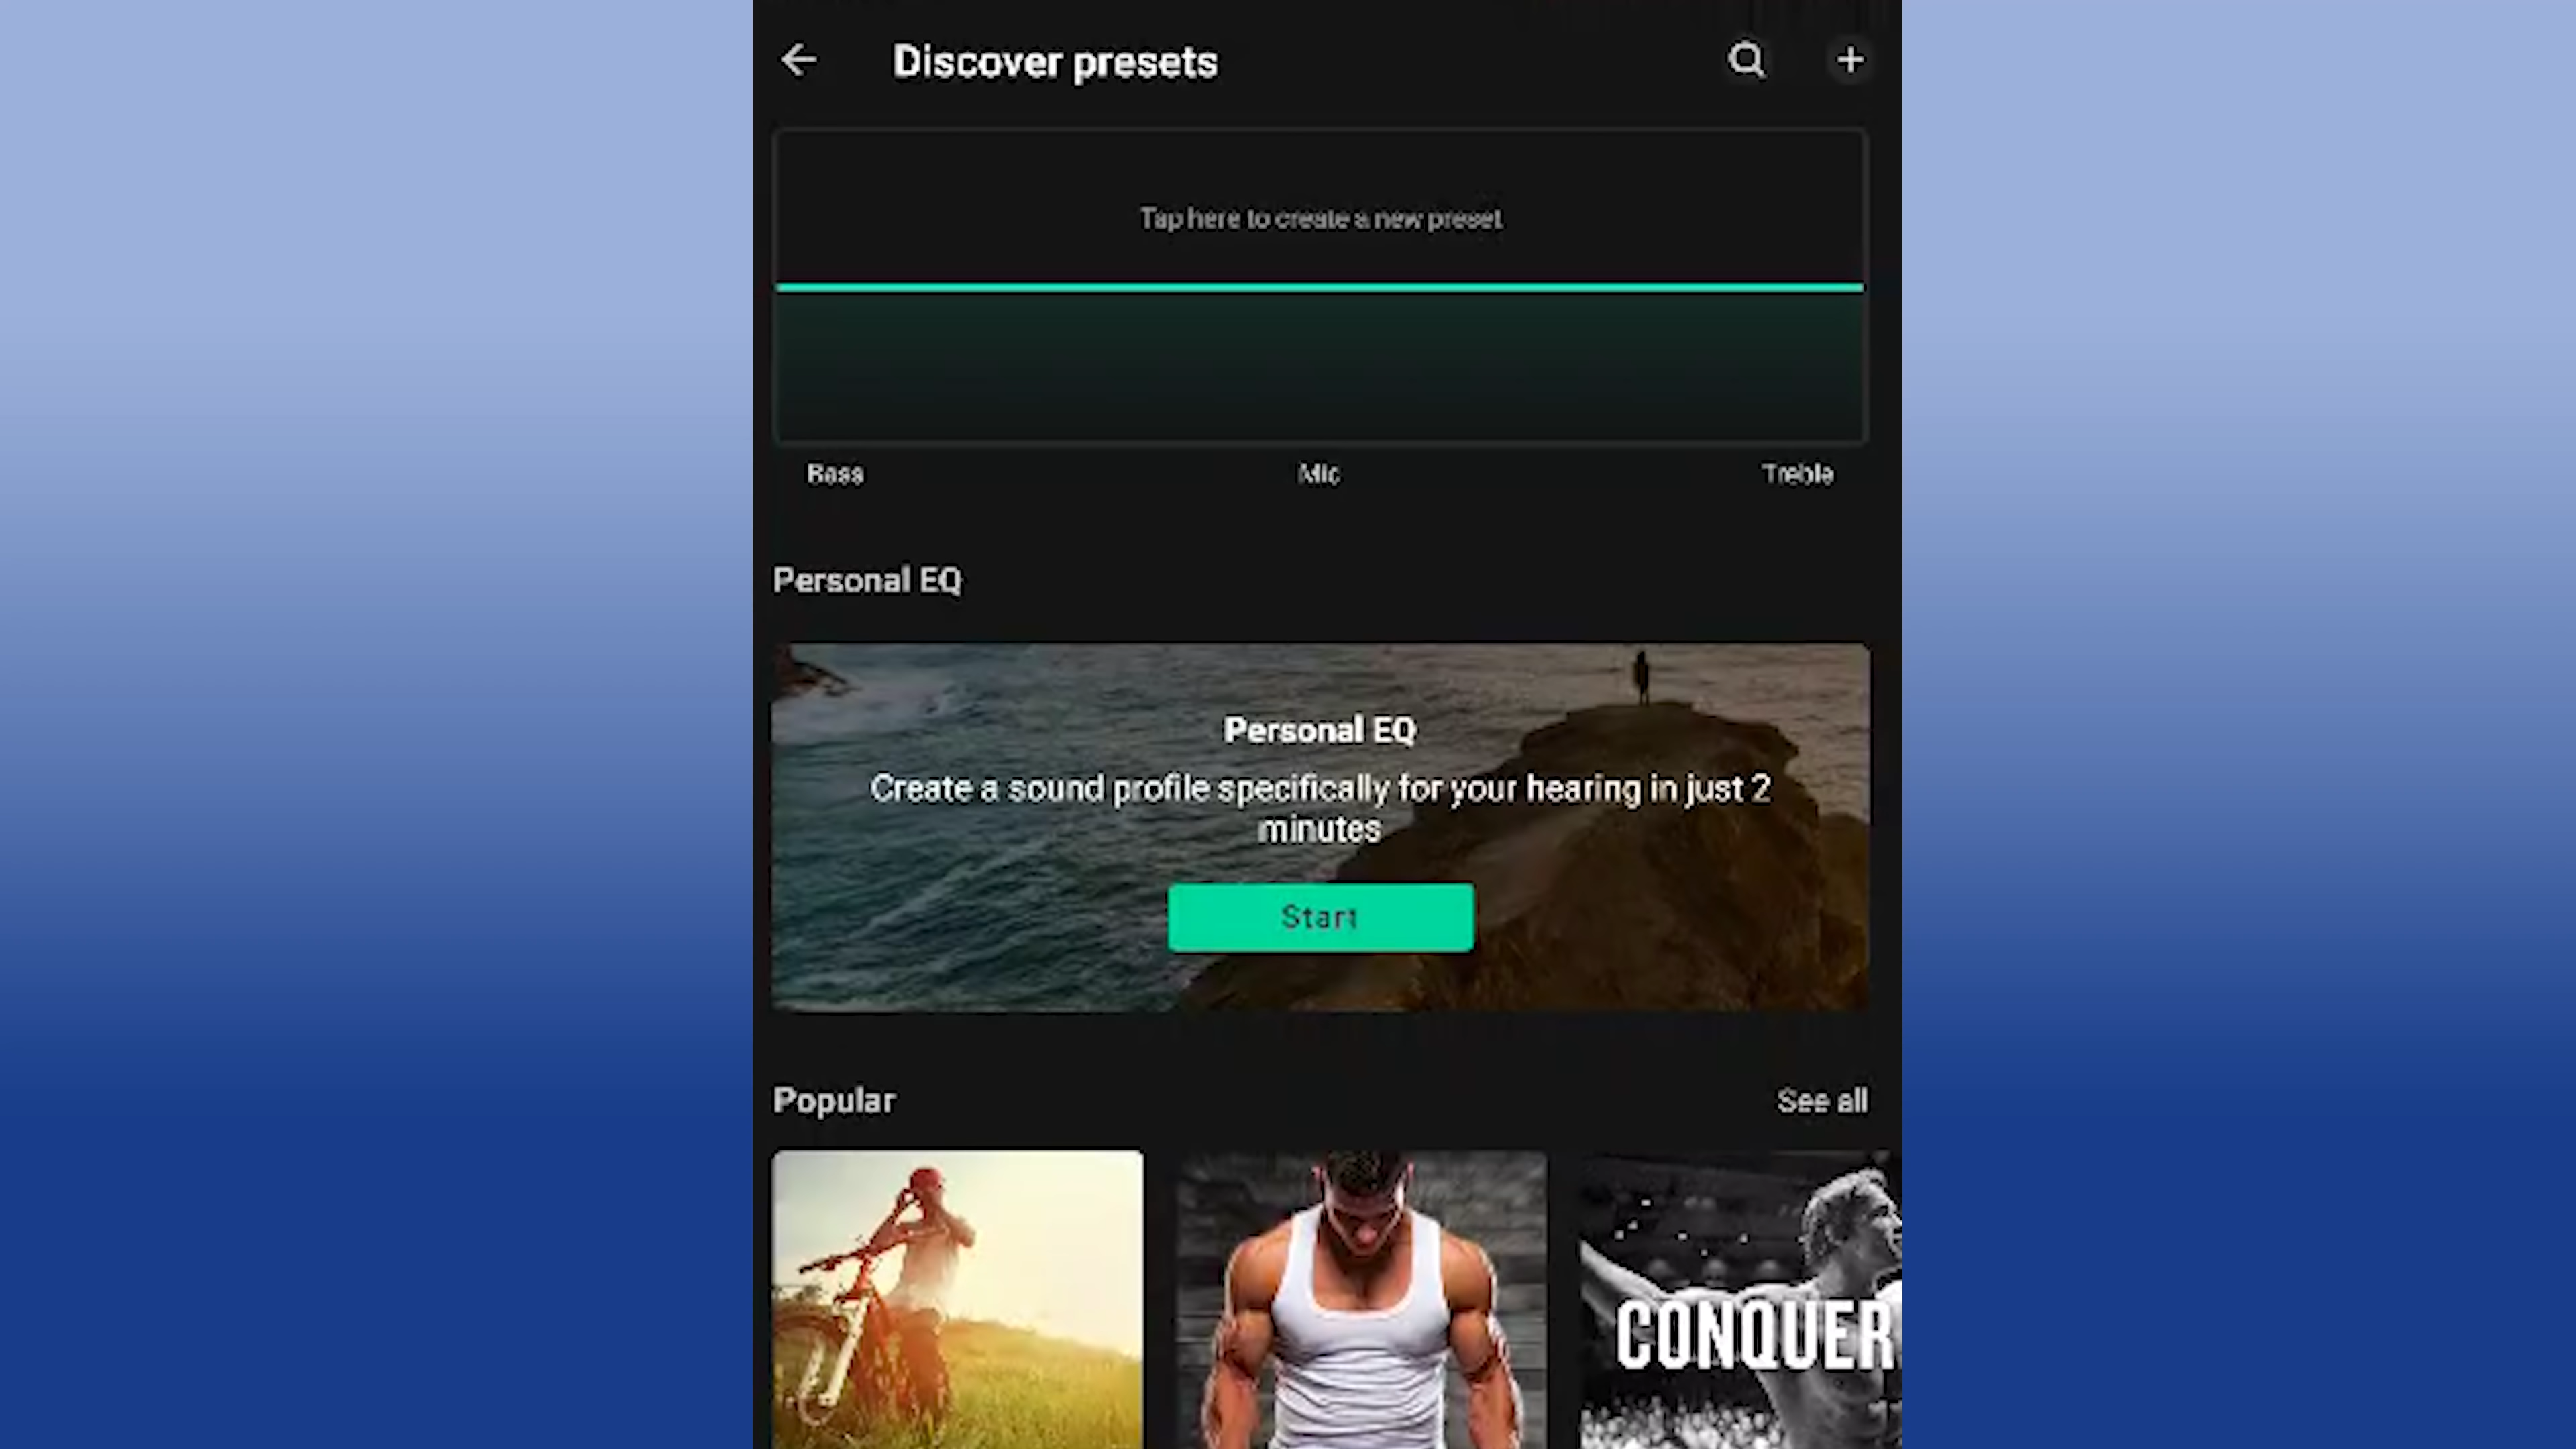 Discover presets
Tap here to create a new preset
Bass Mid Treble
Personal EQ
Personal EQ
Create a sound profile specifically for your hearing in just 2
minutes
Start
Popular See all
CONQUER